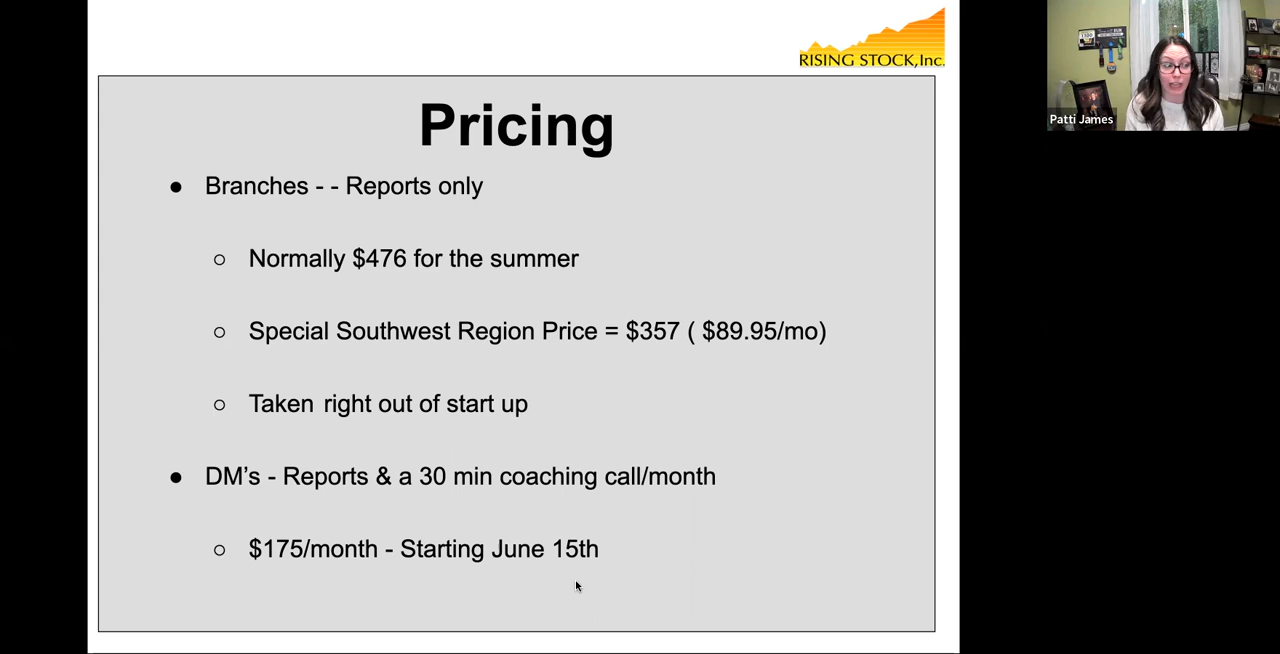 RISING STOCK, Inc.
Pricing
● Branches - - Reports only
○ Normally $476 for the summer
○ Special Southwest Region Price = $357 ( $89.95/mo)
○ Taken right out of start up
● DM’s - Reports & a 30 min coaching call/month
○ $175/month - Starting June 15th
Patti James